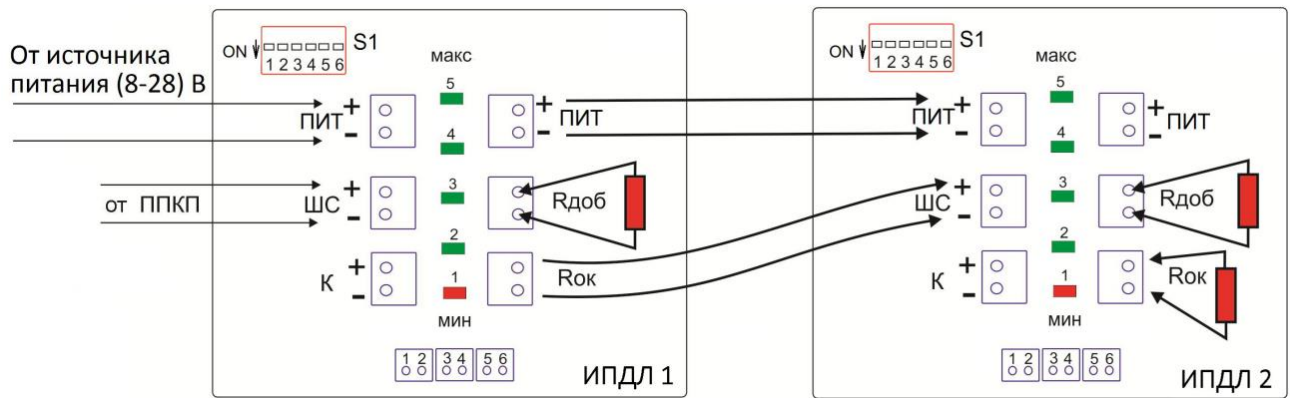 От источника
питания (8-28) В
от ППКП
ON S1
1 2 3 4 5 6
макс
5
+ ПИТ -
4
+ ПИТ -
3
+ ШС -
Rдоб
2
+ К -
1
Rок
мин
1 2 3 4 5 6
ИПДЛ 1
ON S1
1 2 3 4 5 6
макс
5
+ ПИТ -
4
+ ПИТ -
3
+ ШС -
Rдоб
2
+ К -
1
Rок
мин
1 2 3 4 5 6
ИПДЛ 2